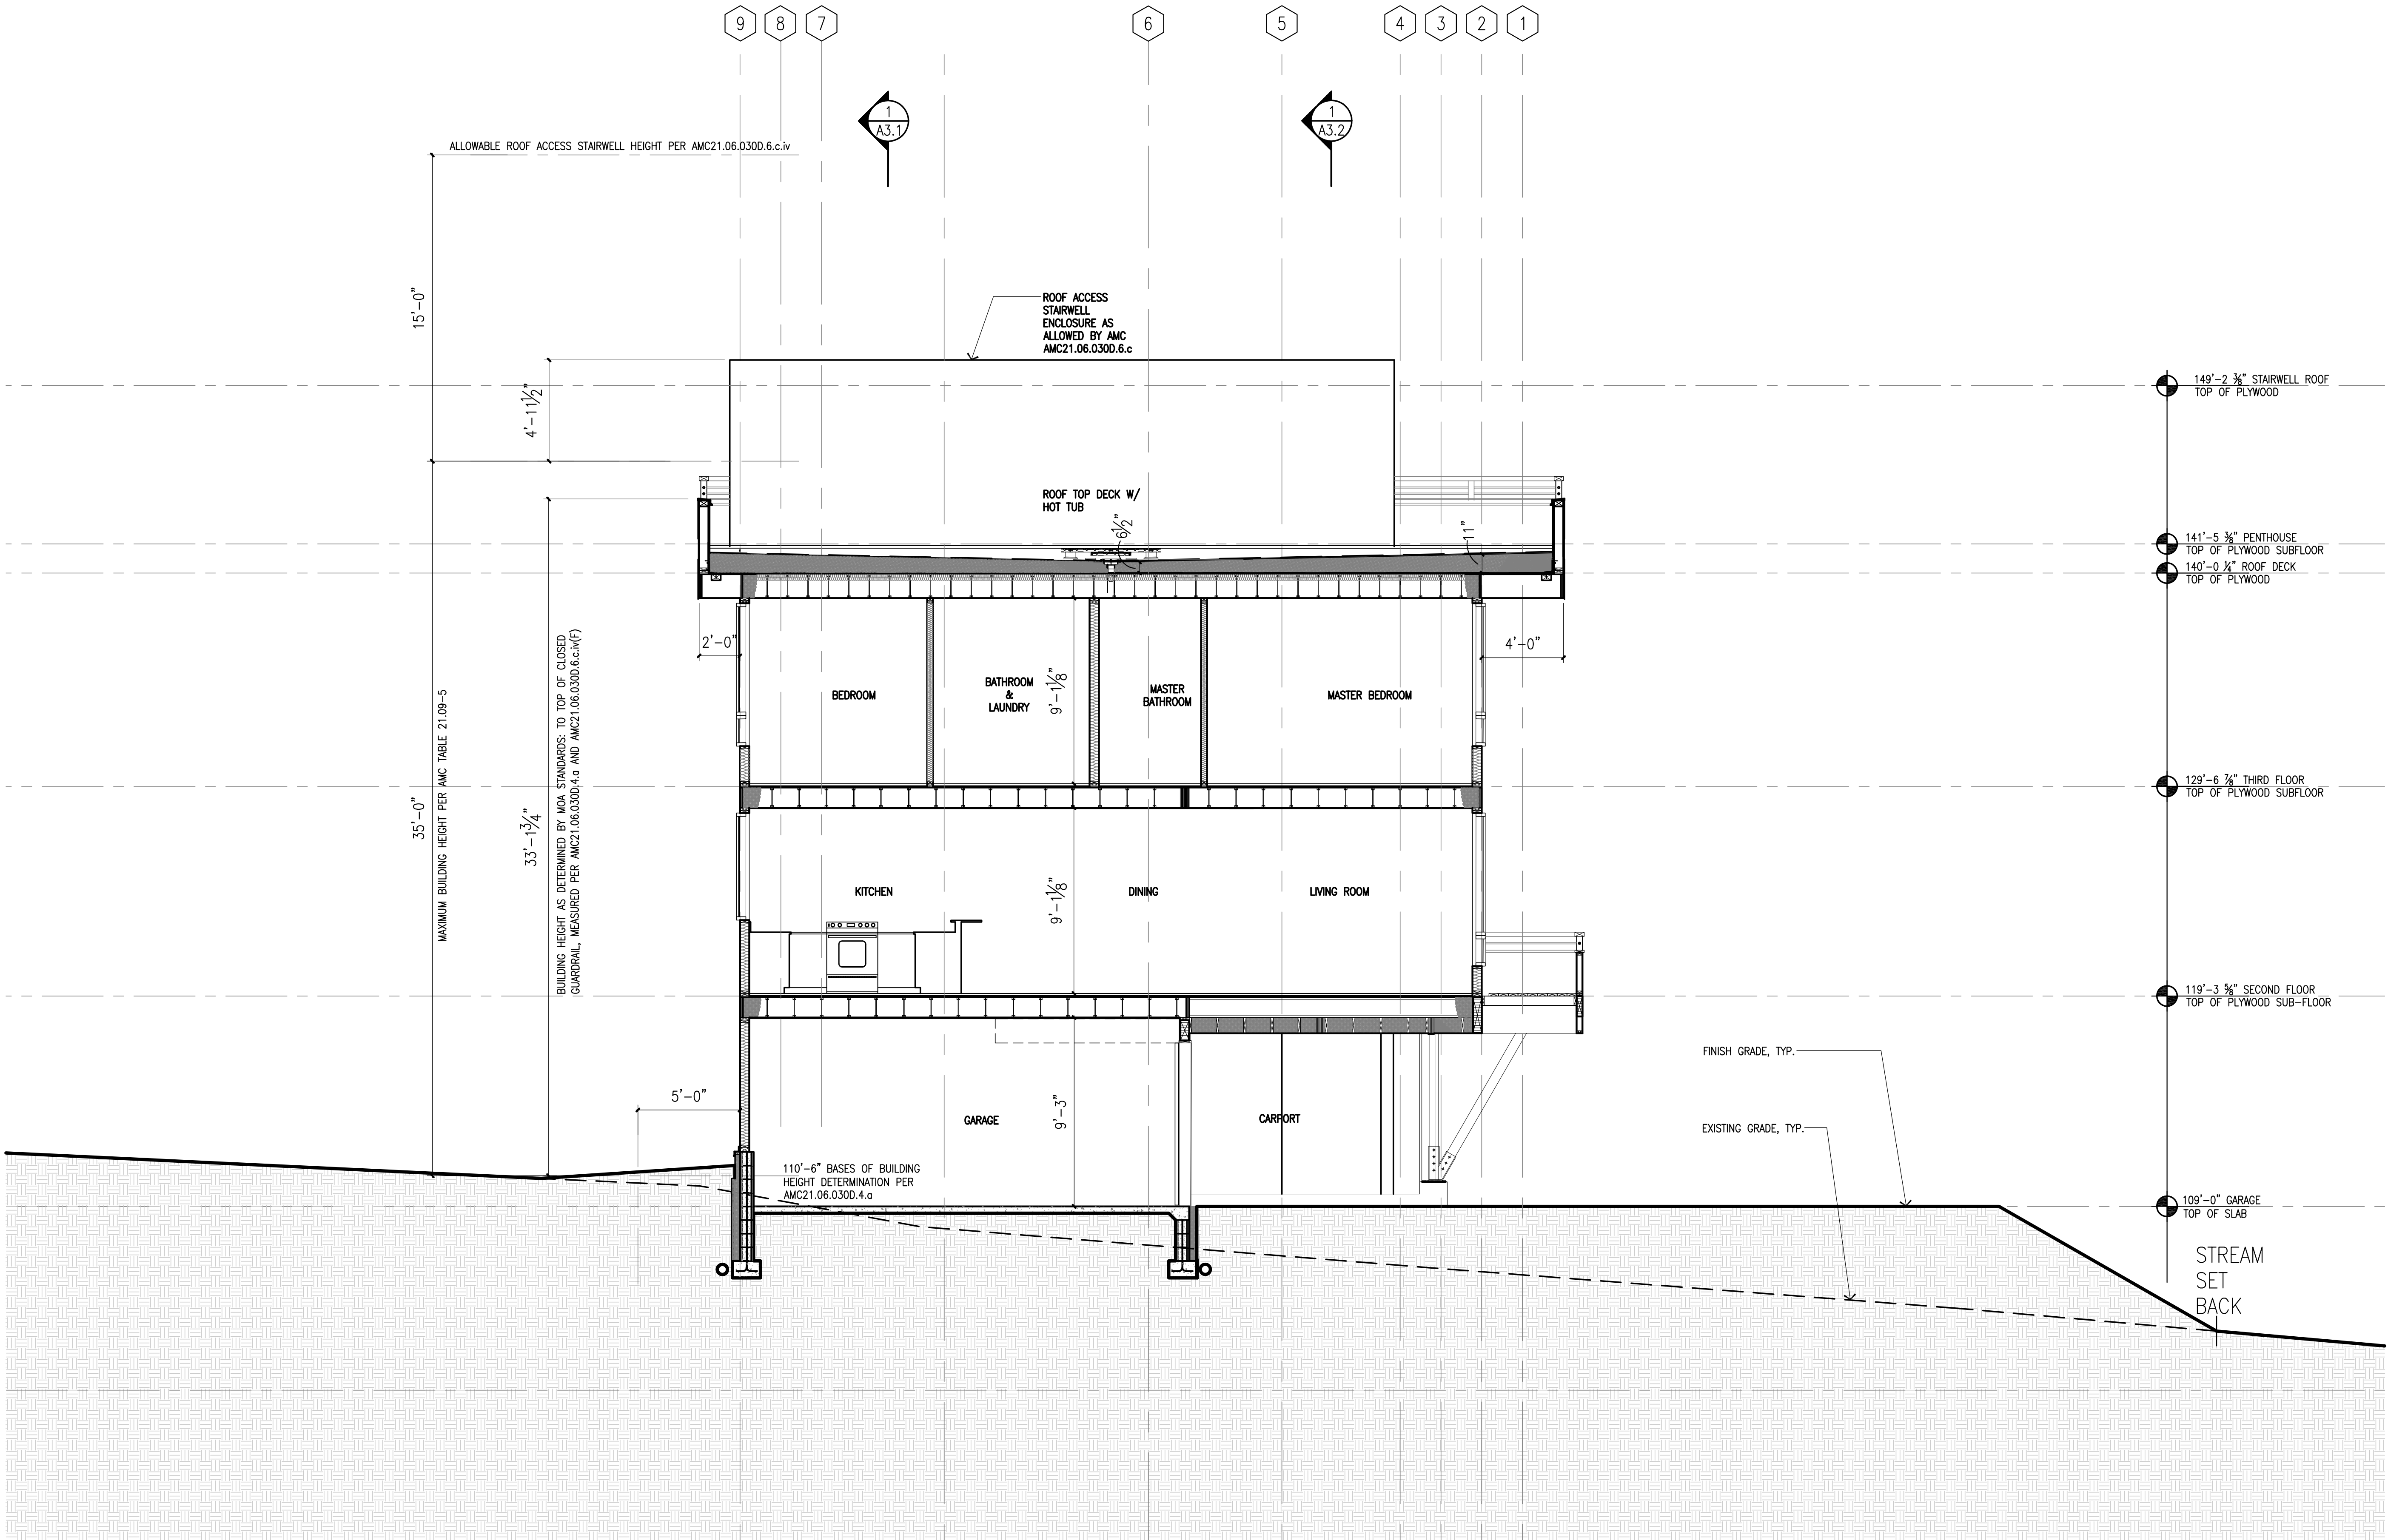 9
8
7
6
5
4
3
2
1
1
A3.1
1
A3.2
ALLOWABLE ROOF ACCESS STAIRWELL HEIGHT PER AMC21.06.030D.6.c.iv
15'-0"
4'-11½"
ROOF ACCESS
STAIRWELL
ENCLOSURE AS
ALLOWED BY AMC
AMC21.06.030D.6.c
149'-2 ⅜" STAIRWELL ROOF
TOP OF PLYWOOD
ROOF TOP DECK W/
HOT TUB
6½"
11"
141'-5 ⅜" PENTHOUSE
TOP OF PLYWOOD SUBFLOOR
140'-0 ¼" ROOF DECK
TOP OF PLYWOOD
2'-0"
4'-0"
35'-0"
MAXIMUM BUILDING HEIGHT PER AMC TABLE 21.09-5
33'-1¾"
BUILDING HEIGHT AS DETERMINED BY MOA STANDARDS: TO TOP OF CLOSED
GUARDRAIL, MEASURED PER AMC21.06.030D.4.a AND AMC21.06.030D.6.c.iv(F)
BEDROOM
BATHROOM
&
LAUNDRY
9'-1⅛"
MASTER
BATHROOM
MASTER BEDROOM
129'-6 ⅞" THIRD FLOOR
TOP OF PLYWOOD SUBFLOOR
KITCHEN
9'-1⅛"
DINING
LIVING ROOM
119'-3 ⅝" SECOND FLOOR
TOP OF PLYWOOD SUB-FLOOR
FINISH GRADE, TYP.
5'-0"
GARAGE
9'-3"
CARPORT
EXISTING GRADE, TYP.
110'-6" BASES OF BUILDING
HEIGHT DETERMINATION PER
AMC21.06.030D.4.a
109'-0" GARAGE
TOP OF SLAB
STREAM
SET
BACK